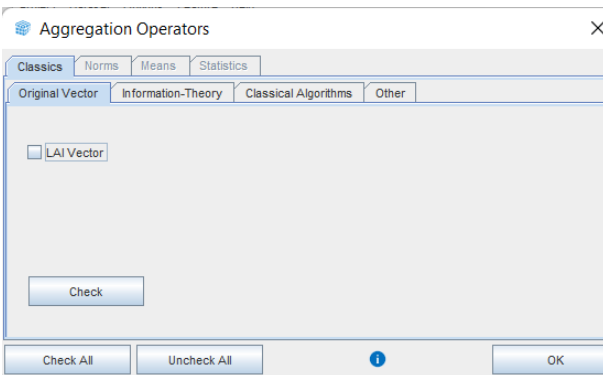 Aggregation Operators
Classics Norms Means Statistics
Original Vector Information-Theory Classical Algorithms Other
LAI Vector
Check
Check All Uncheck All OK